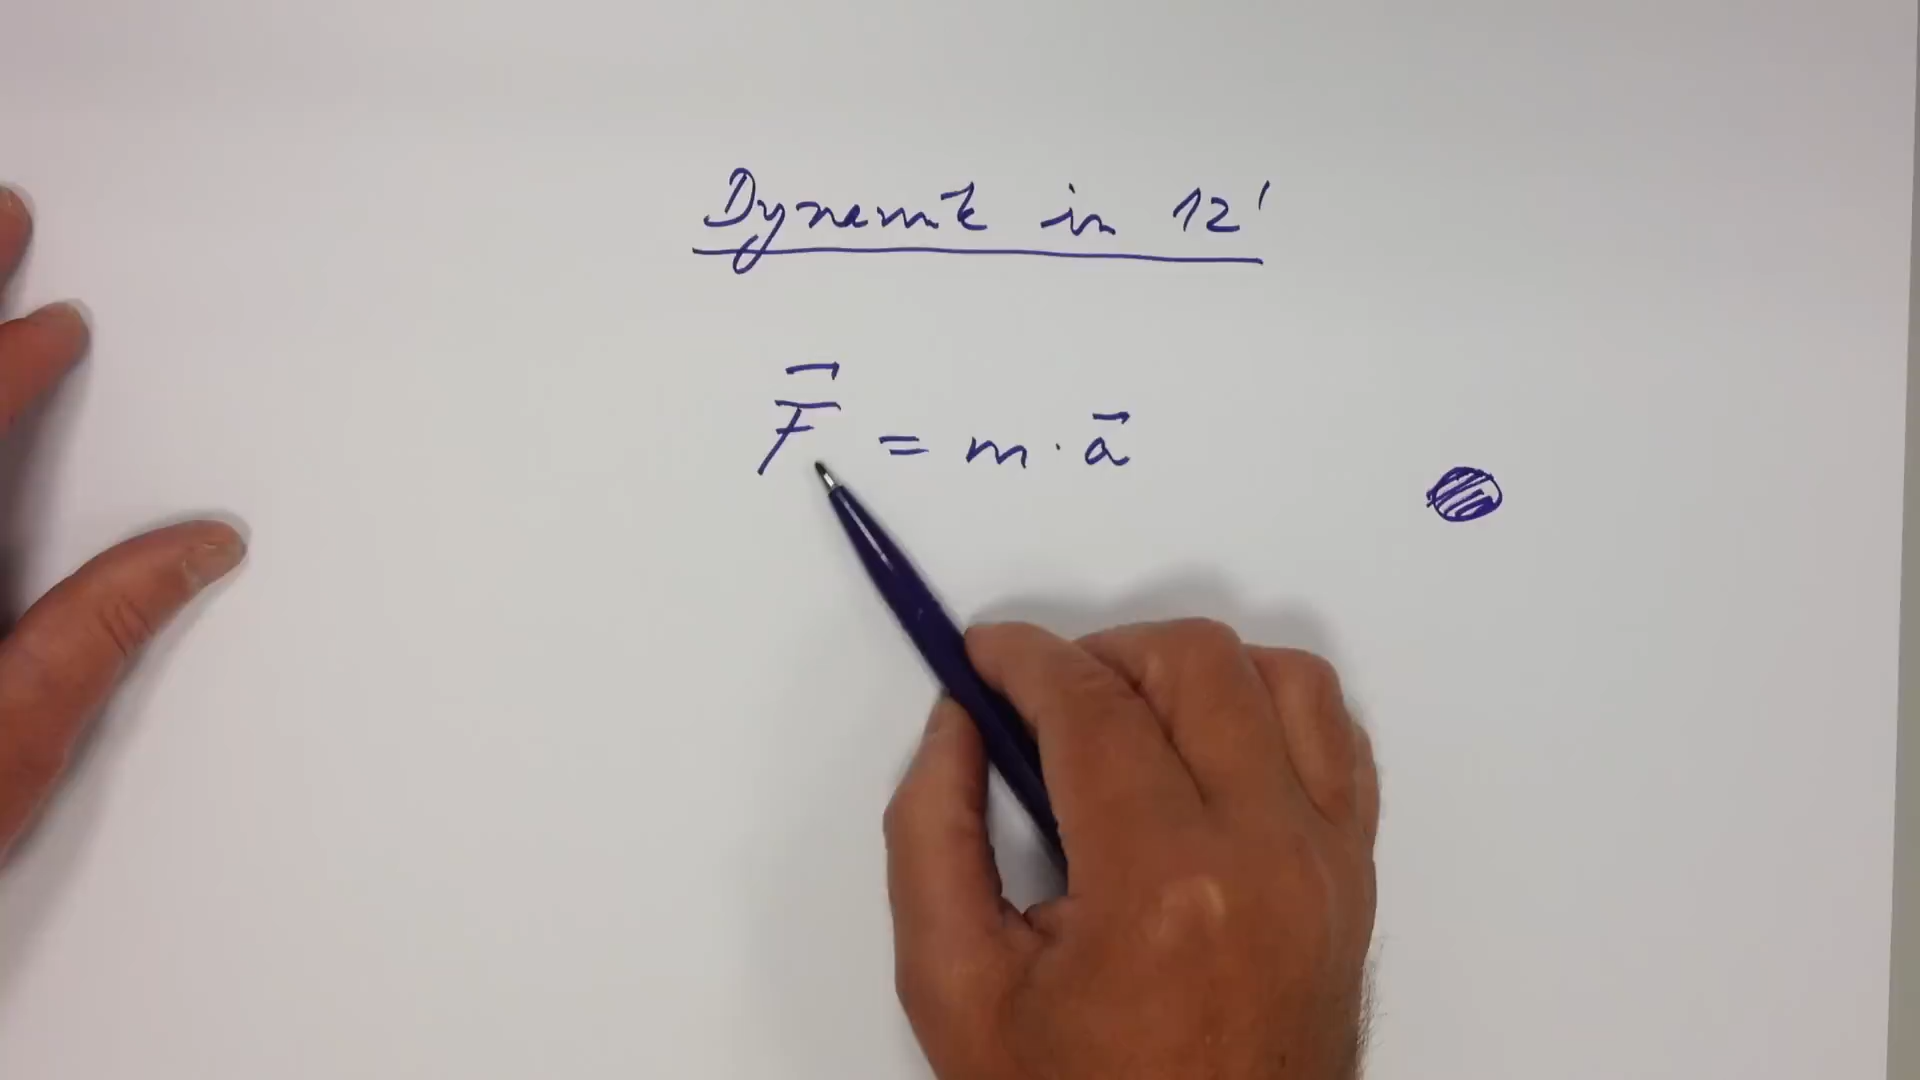 Dynamik in 12'
F⃗ = m · a⃗